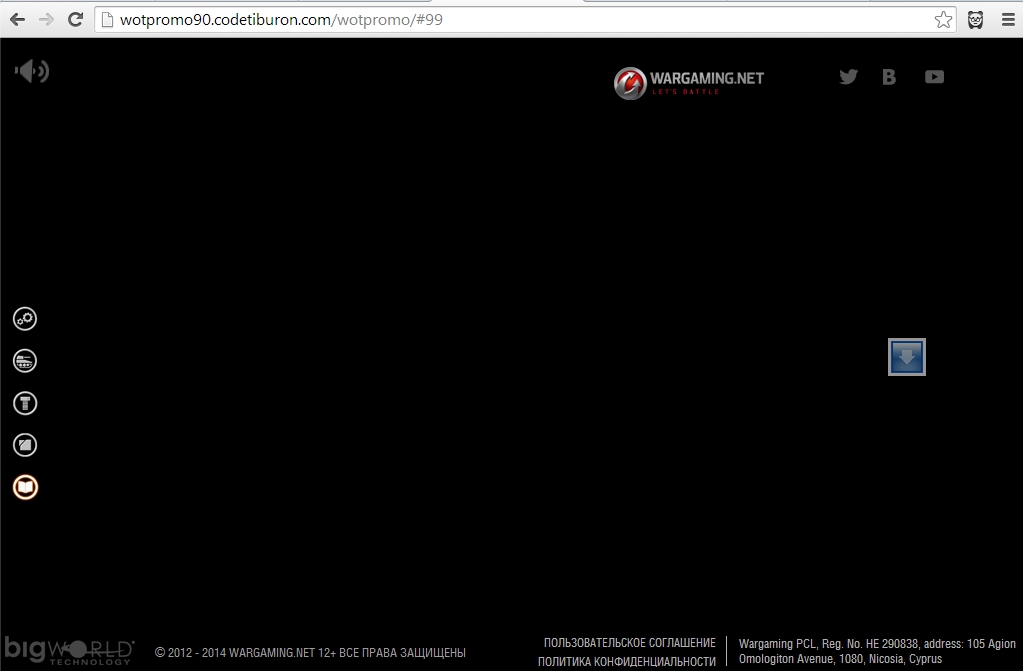 wotpromo90.codetiburon.com/wotpromo/#99
WARGAMING.NET
LET'S BATTLE
B
bigWORLD
TECHNOLOGY
© 2012 - 2014 WARGAMING.NET 12+ ВСЕ ПРАВА ЗАЩИЩЕНЫ
ПОЛЬЗОВАТЕЛЬСКОЕ СОГЛАШЕНИЕ
ПОЛИТИКА КОНФИДЕНЦИАЛЬНОСТИ
Wargaming PCL, Reg. No. HE 290838, address: 105 Agion
Omologiton Avenue, 1080, Nicosia, Cyprus